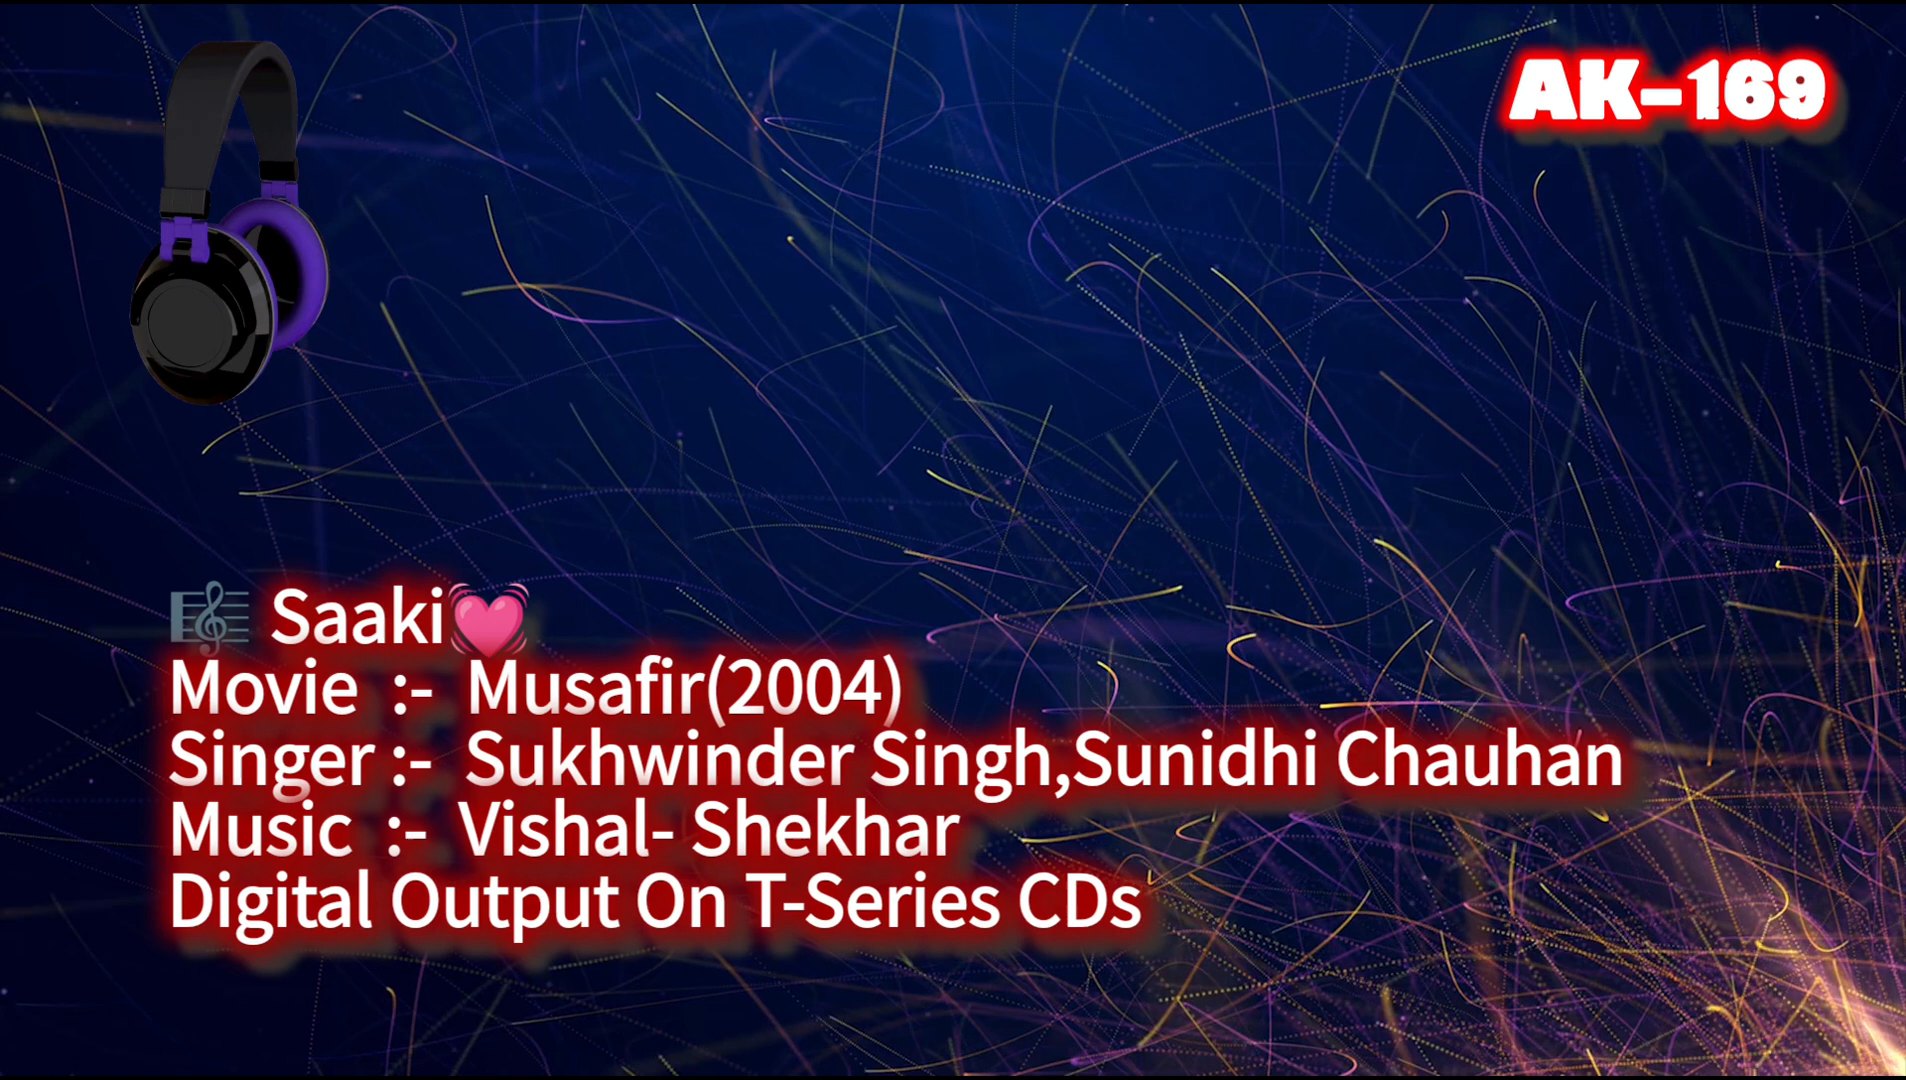 AK-169
🎼 Saaki💓
Movie :- Musafir(2004)
Singer :- Sukhwinder Singh,Sunidhi Chauhan
Music :- Vishal- Shekhar
Digital Output On T-Series CDs